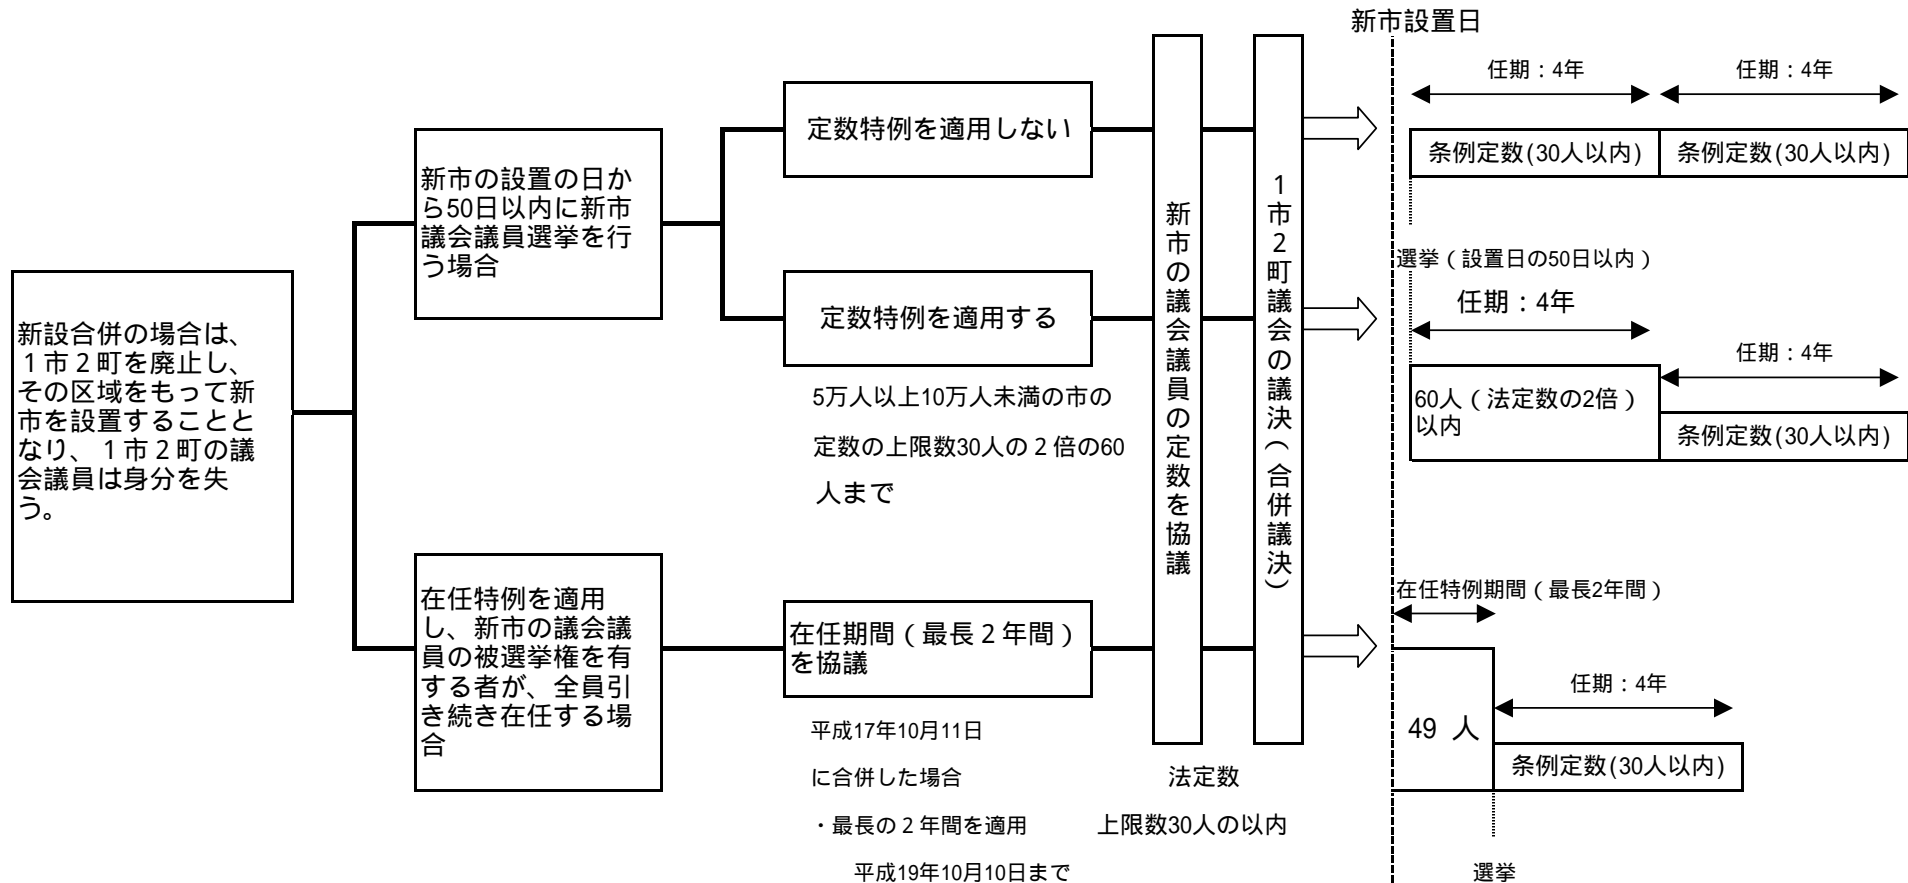 新市設置日
任期：4年
任期：4年
定数特例を適用しない
条例定数(30人以内)
条例定数(30人以内)
新市の設置の日か
ら50日以内に新市
議会議員選挙を行
う場合
新市の議会議員の定数を協議
1市2町議会の議決（合併議決）
選挙（設置日の50日以内）
任期：4年
定数特例を適用する
新設合併の場合は、
１市２町を廃止し、
その区域をもって新
市を設置することと
なり、１市２町の議
会議員は身分を失
う。
任期：4年
5万人以上10万人未満の市の
定数の上限数30人の２倍の60
人まで
60人（法定数の2倍）
以内
条例定数(30人以内)
在任特例を適用
し、新市の議会議
員の被選挙権を有
する者が、全員引
き続き在任する場
合
在任期間（最長２年間）
を協議
在任特例期間（最長2年間）
任期：4年
49 人
条例定数(30人以内)
平成17年10月11日
に合併した場合
・最長の２年間を適用
平成19年10月10日まで
法定数
上限数30人の以内
選挙